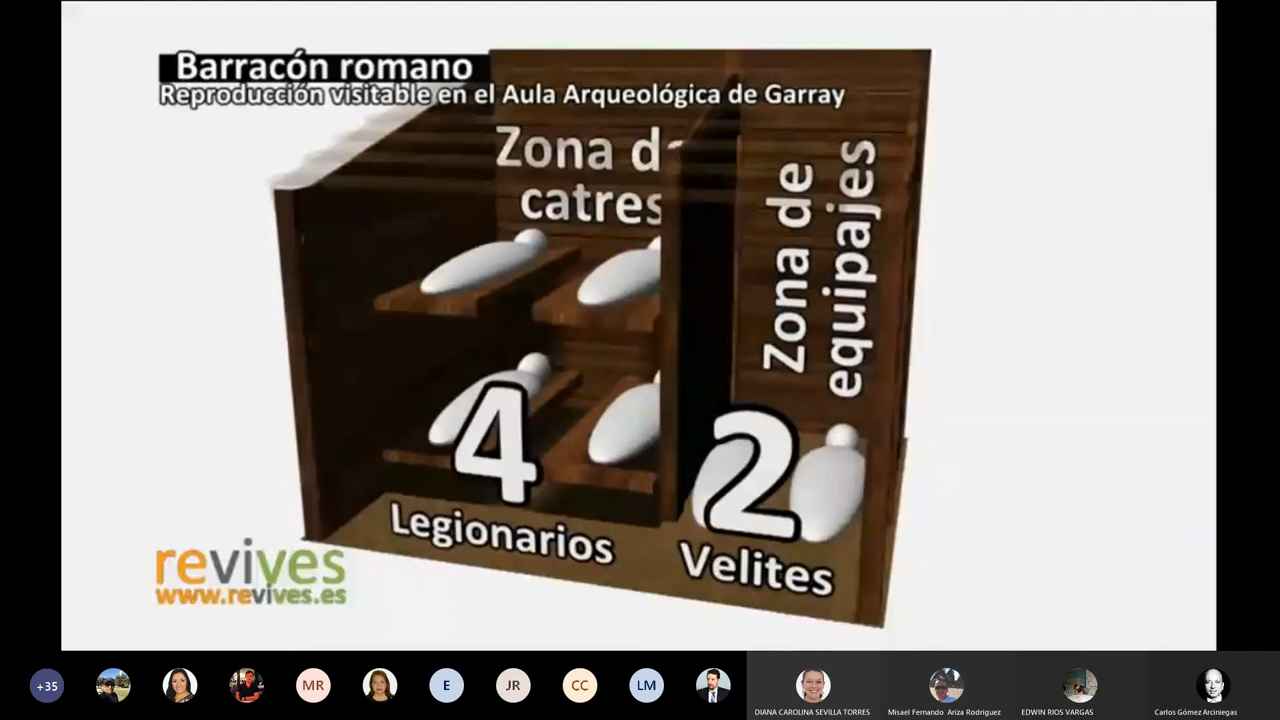 Barracón romano
Reproducción visitable en el Aula Arqueológica de Garray
Zona de
catres
Zona de
equipajes
4
Legionarios
2
Velites
revives
www.revives.es
+35
MR
E
JR
CC
LM
DIANA CAROLINA SEVILLA TORRES
Misael Fernando Ariza Rodriguez
EDWIN RIOS VARGAS
Carlos Gómez Arciniegas